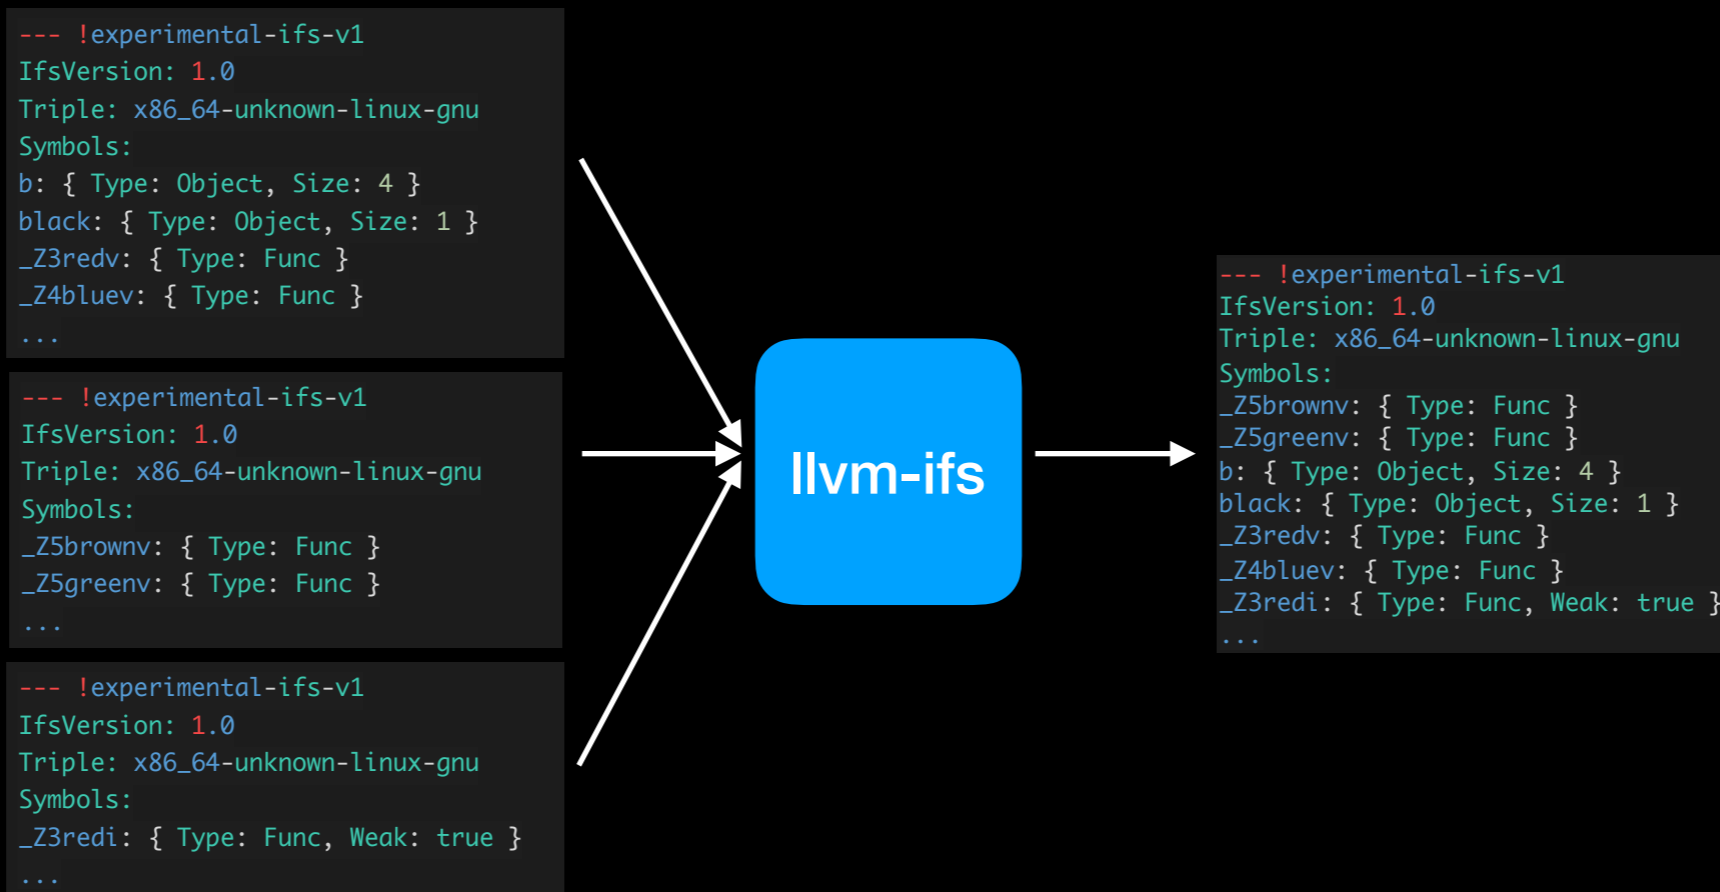 --- !experimental-ifs-v1
IfsVersion: 1.0
Triple: x86_64-unknown-linux-gnu
Symbols:
b: { Type: Object, Size: 4 }
black: { Type: Object, Size: 1 }
_Z3redv: { Type: Func }
_Z4bluev: { Type: Func }
...
--- !experimental-ifs-v1
IfsVersion: 1.0
Triple: x86_64-unknown-linux-gnu
Symbols:
_Z5brownv: { Type: Func }
_Z5greenv: { Type: Func }
...
--- !experimental-ifs-v1
IfsVersion: 1.0
Triple: x86_64-unknown-linux-gnu
Symbols:
_Z3redi: { Type: Func, Weak: true }
...
llvm-ifs
--- !experimental-ifs-v1
IfsVersion: 1.0
Triple: x86_64-unknown-linux-gnu
Symbols:
_Z5brownv: { Type: Func }
_Z5greenv: { Type: Func }
b: { Type: Object, Size: 4 }
black: { Type: Object, Size: 1 }
_Z3redv: { Type: Func }
_Z4bluev: { Type: Func }
_Z3redi: { Type: Func, Weak: true }
...